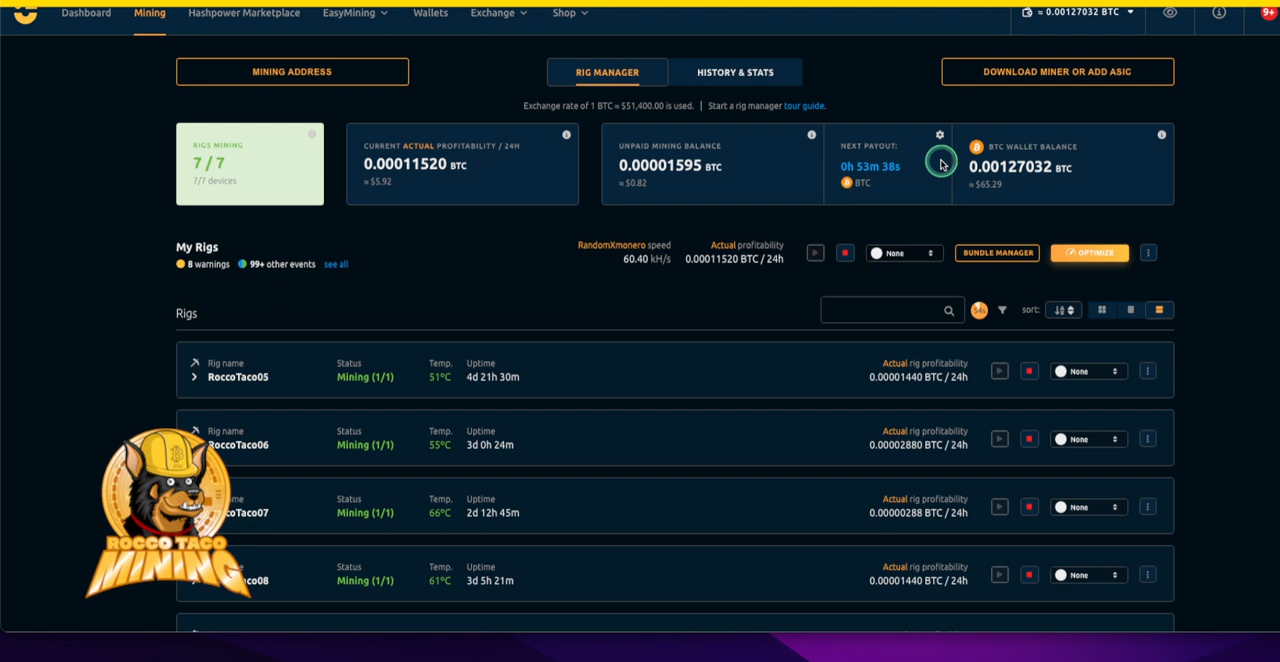 Dashboard Mining Hashpower Marketplace EasyMining Wallets Exchange Shop ≈ 0.00127032 BTC 9+
MINING ADDRESS RIG MANAGER HISTORY & STATS DOWNLOAD MINER OR ADD ASIC
Exchange rate of 1 BTC ≈ $51,400.00 is used. | Start a rig manager tour guide.
RIGS MINING
7 / 7
7/7 devices
CURRENT ACTUAL PROFITABILITY / 24H
0.00011520 BTC
≈ $5.92
UNPAID MINING BALANCE
0.00001595 BTC
≈ $0.82
NEXT PAYOUT:
0h 53m 38s
BTC
BTC WALLET BALANCE
0.00127032 BTC
≈ $65.29
My Rigs
8 warnings 99+ other events see all
RandomXmonero speed
60.40 kH/s
Actual profitability
0.00011520 BTC / 24h
None BUNDLE MANAGER OPTIMIZE
Rigs
54s sort:
Rig name Status Temp. Uptime Actual rig profitability
RoccoTaco05 Mining (1/1) 51°C 4d 21h 30m 0.00001440 BTC / 24h None
Rig name Status Temp. Uptime Actual rig profitability
RoccoTaco06 Mining (1/1) 55°C 3d 0h 24m 0.00002880 BTC / 24h None
me Status Temp. Uptime Actual rig profitability
coTaco07 Mining (1/1) 66°C 2d 12h 45m 0.00000288 BTC / 24h None
e Status Temp. Uptime Actual rig profitability
co08 Mining (1/1) 61°C 3d 5h 21m 0.00001440 BTC / 24h None
ROCCO TACO
MINING